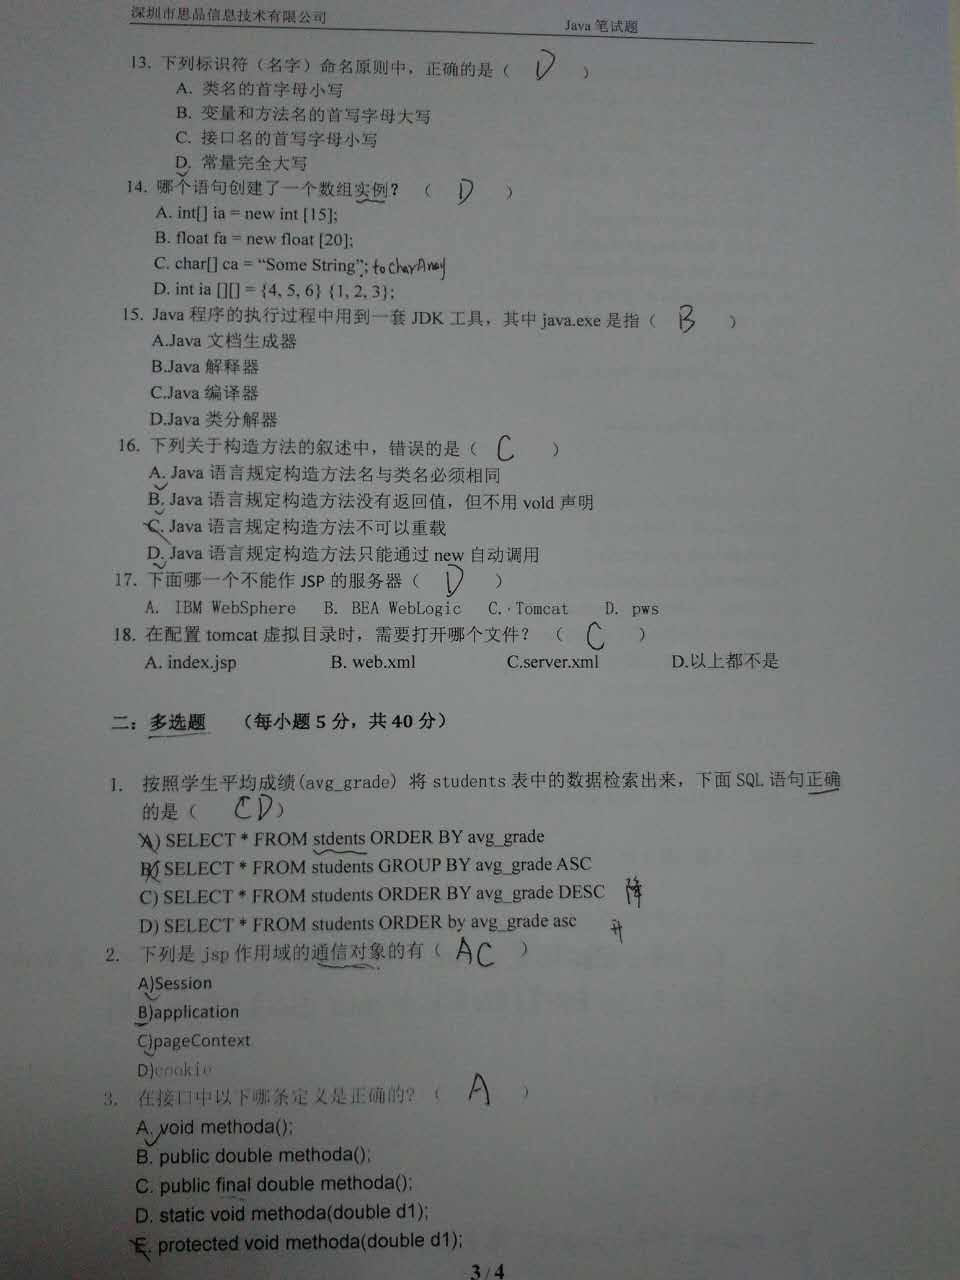 深圳市思品信息技术有限公司
Java 笔试题
13. 下列标识符（名字）命名原则中，正确的是（ D ）
A. 类名的首字母小写
B. 变量和方法名的首写字母大写
C. 接口名的首写字母小写
D. 常量完全大写
14. 哪个语句创建了一个数组实例？（ D ）
A. int[] ia = new int [15];
B. float fa = new float [20];
C. char[] ca = “Some String”; toCharArray
D. int ia [][] = {4, 5, 6} {1, 2, 3};
15. Java 程序的执行过程中用到一套 JDK 工具，其中 java.exe 是指（ B ）
A.Java 文档生成器
B.Java 解释器
C.Java 编译器
D.Java 类分解器
16. 下列关于构造方法的叙述中，错误的是（ C ）
A. Java 语言规定构造方法名与类名必须相同
B. Java 语言规定构造方法没有返回值，但不用 vold 声明
C. Java 语言规定构造方法不可以重载
D. Java 语言规定构造方法只能通过 new 自动调用
17. 下面哪一个不能作 JSP 的服务器（ D ）
A. IBM WebSphere B. BEA WebLogic C. Tomcat D. pws
18. 在配置 tomcat 虚拟目录时，需要打开哪个文件？（ C ）
A. index.jsp B. web.xml C.server.xml D.以上都不是
二：多选题 （每小题 5 分，共 40 分）
1. 按照学生平均成绩(avg_grade) 将 students 表中的数据检索出来，下面 SQL 语句正确
的是（ CD ）
A) SELECT * FROM stdents ORDER BY avg_grade
B) SELECT * FROM students GROUP BY avg_grade ASC
C) SELECT * FROM students ORDER BY avg_grade DESC 降
D) SELECT * FROM students ORDER by avg_grade asc 升
2. 下列是 jsp 作用域的通信对象的有（ AC ）
A)Session
B)application
C)pageContext
D)cookie
3. 在接口中以下哪条定义是正确的？（ A ）
A. void methoda();
B. public double methoda();
C. public final double methoda();
D. static void methoda(double d1);
E. protected void methoda(double d1);
3 / 4